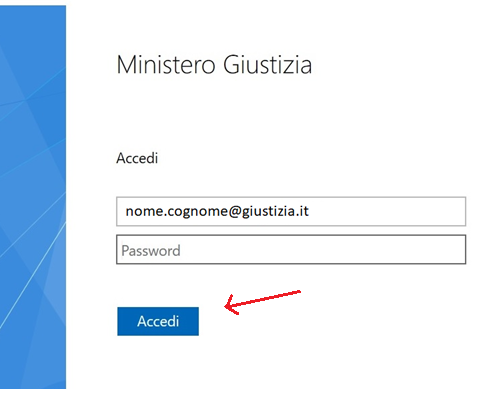 Ministero Giustizia
Accedi
nome.cognome@giustizia.it
Password
Accedi